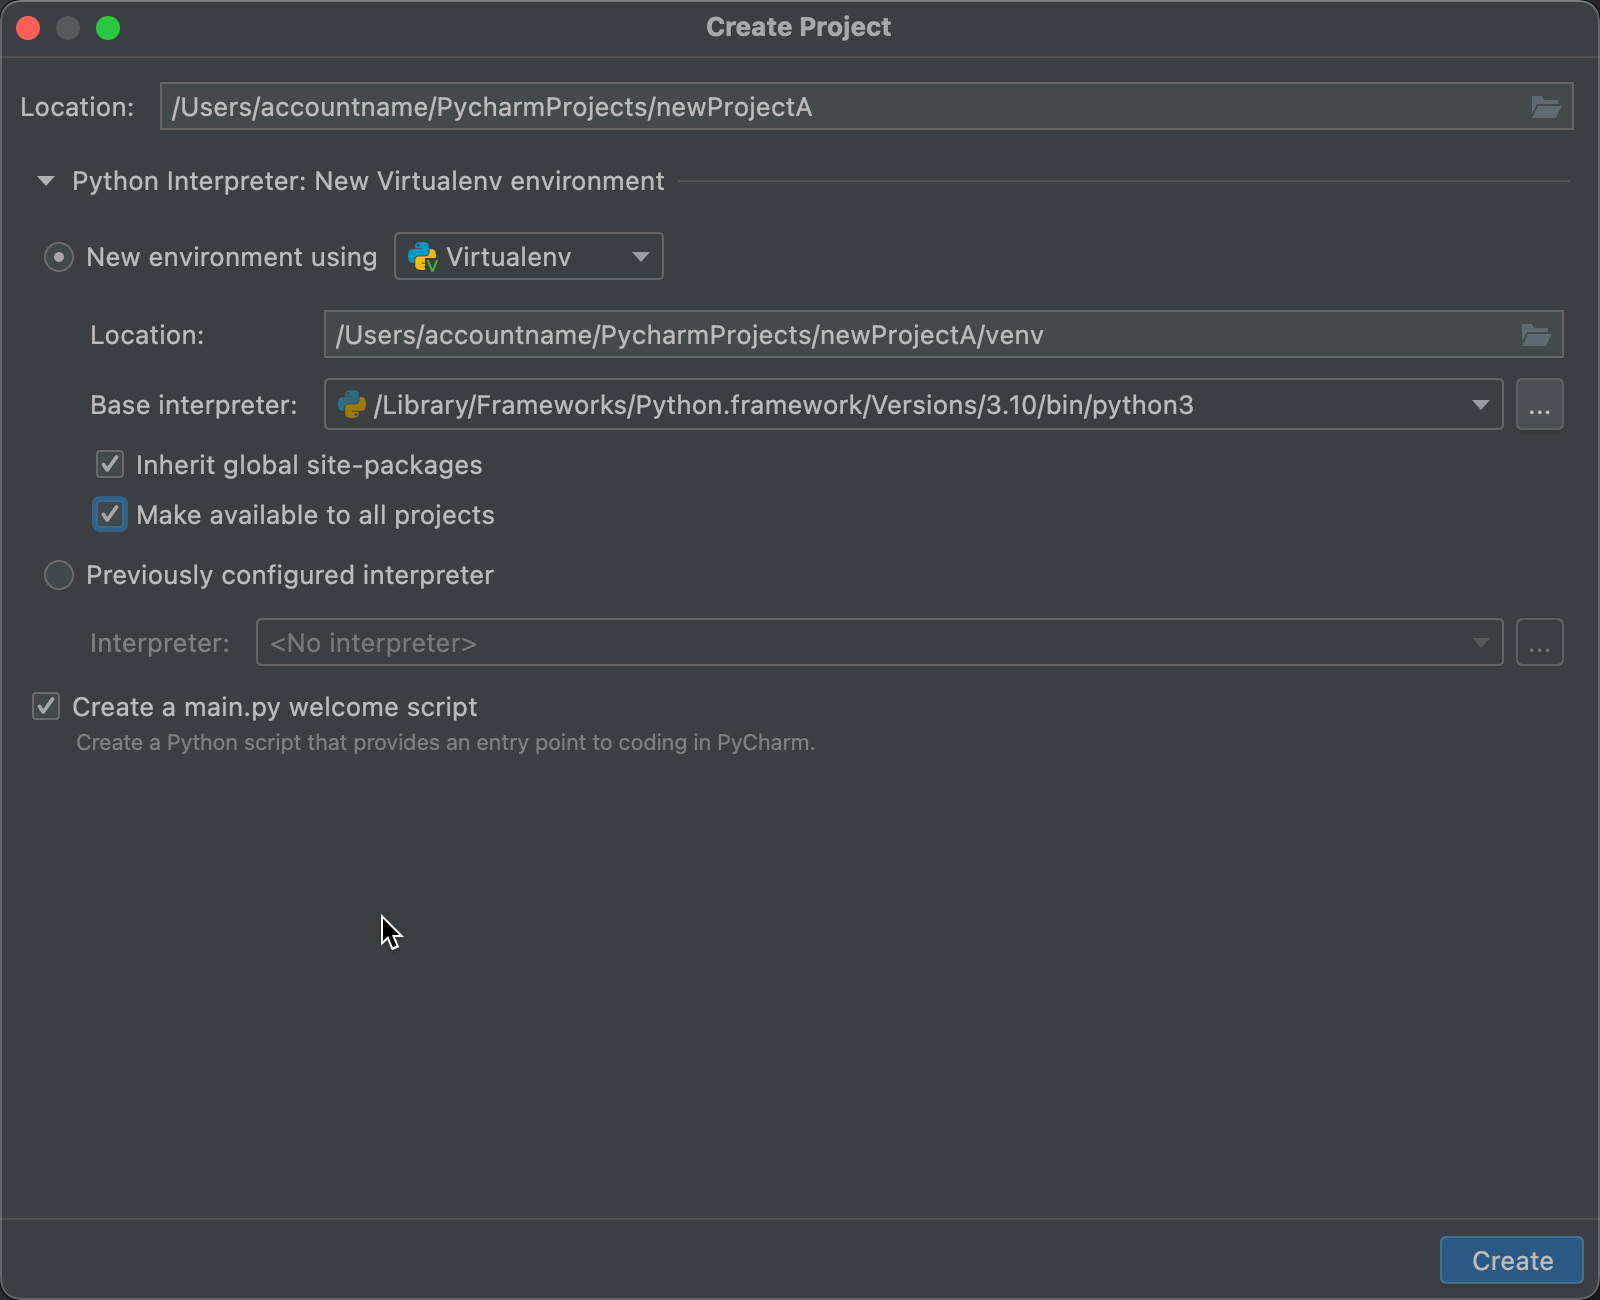 Create Project
Location: /Users/accountname/PycharmProjects/newProjectA
Python Interpreter: New Virtualenv environment
New environment using Virtualenv
Location: /Users/accountname/PycharmProjects/newProjectA/venv
Base interpreter: /Library/Frameworks/Python.framework/Versions/3.10/bin/python3 ...
Inherit global site-packages
Make available to all projects
Previously configured interpreter
Interpreter: <No interpreter> ...
Create a main.py welcome script
Create a Python script that provides an entry point to coding in PyCharm.
Create